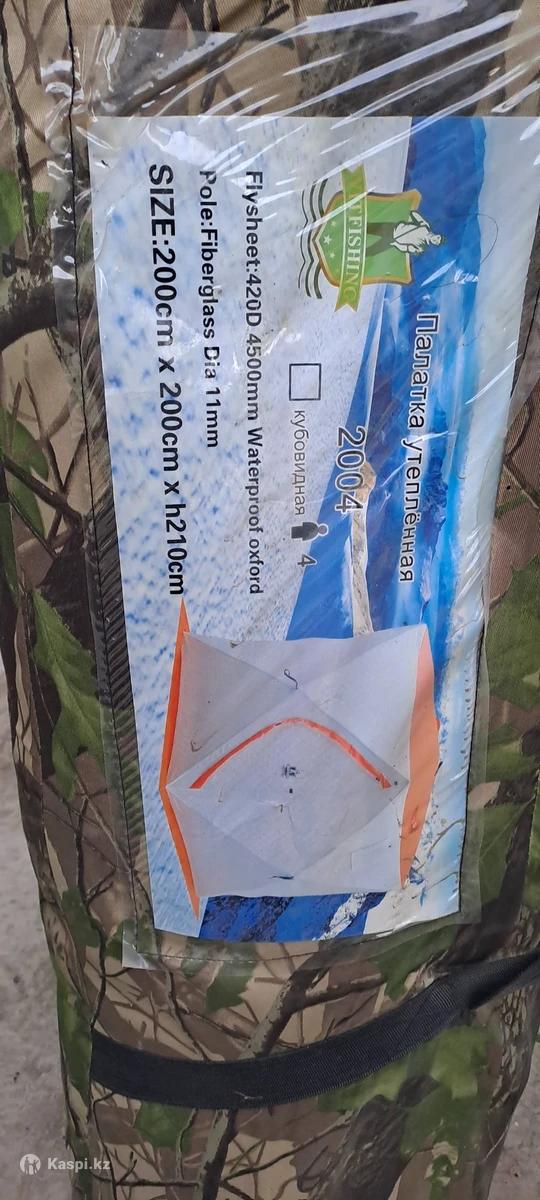 Палатка утеплённая
2004
кубовидная 4
FISHING
Flysheet:420D 4500mm Waterproof oxford
Pole:Fiberglass Dia 11mm
SIZE:200cm x 200cm x h210cm
Kaspi.kz